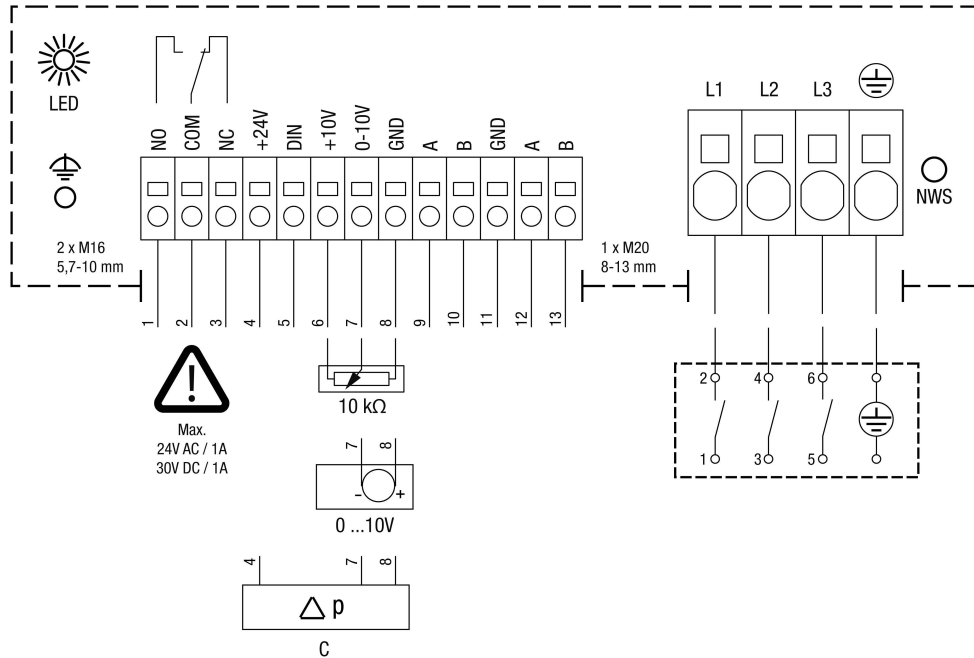 LED
NO
COM
NC
+24V
DIN
+10V
0-10V
GND
A
B
GND
A
B
L1
L2
L3
NWS
2 x M16
5,7-10 mm
1 x M20
8-13 mm
1
2
3
4
5
6
7
8
9
10
11
12
13
!
Max.
24V AC / 1A
30V DC / 1A
10 kΩ
7
8
- +
0 ...10V
4
7
8
△ p
C
2
4
6
1
3
5